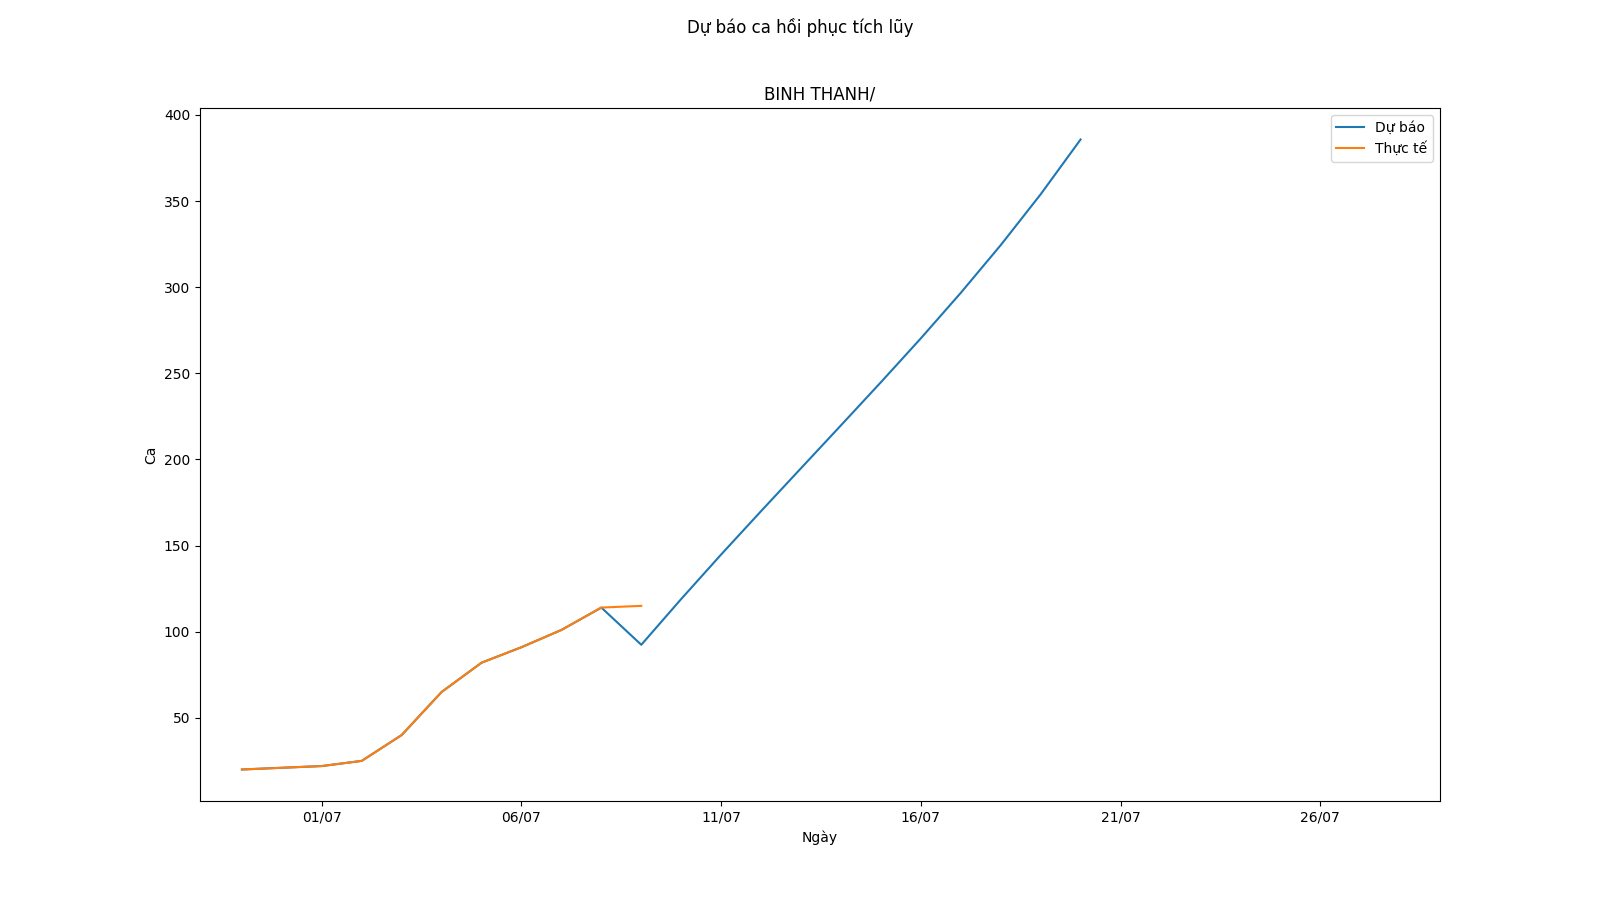 Dự báo ca hồi phục tích lũy
BINH THANH/
400
350
300
250
200
150
100
50
Ca
Dự báo
Thực tế
01/07
06/07
11/07
16/07
21/07
26/07
Ngày